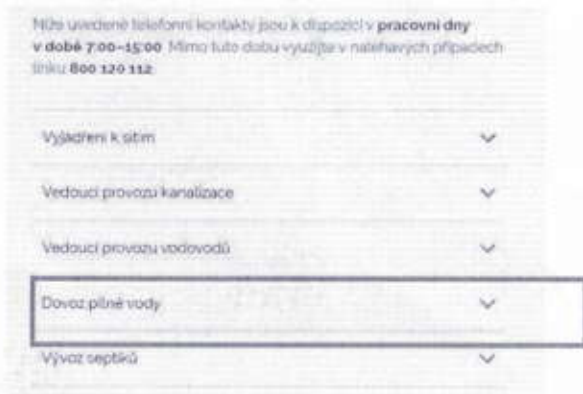 Níže uvedené telefonní kontakty jsou k dispozici v pracovní dny
v době 7:00–15:00. Mimo tuto dobu využijte v naléhavých případech
linku 800 120 112.
Vyjádření k sítím
Vedoucí provozu kanalizace
Vedoucí provozu vodovodů
Dovoz pitné vody
Vývoz septiků